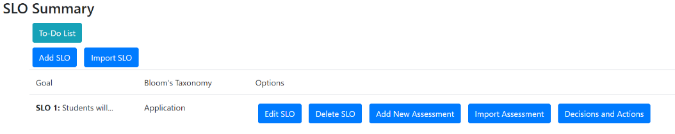 SLO Summary
To-Do List
Add SLO Import SLO
Goal Bloom's Taxonomy Options
SLO 1: Students will... Application Edit SLO Delete SLO Add New Assessment Import Assessment Decisions and Actions